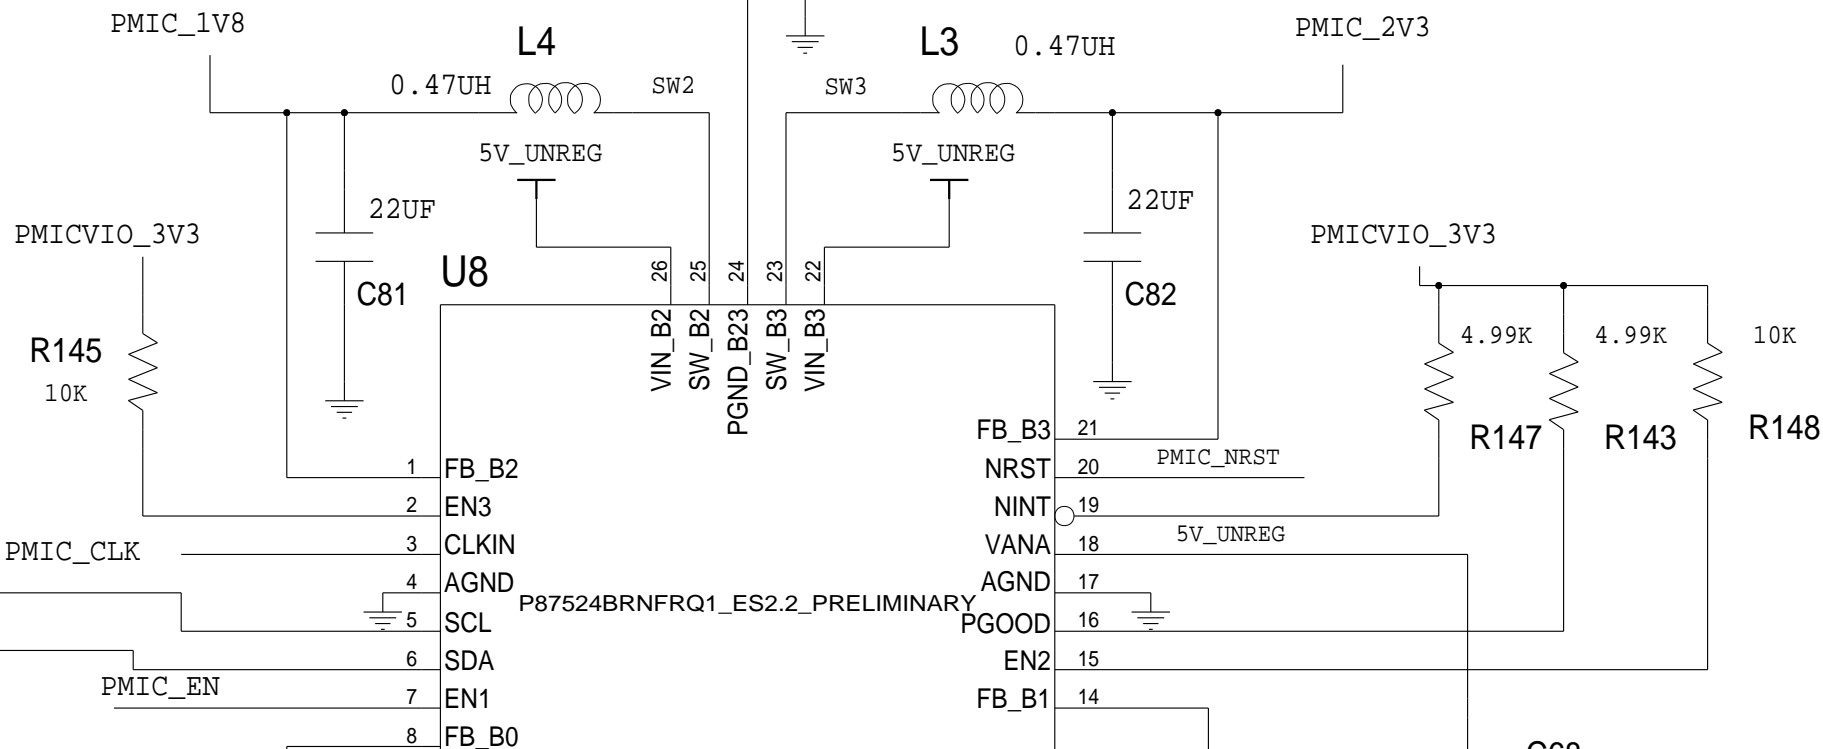 PMIC_1V8
L4
L3
0.47UH
PMIC_2V3
0.47UH
SW2
SW3
5V_UNREG
5V_UNREG
22UF
22UF
PMICVIO_3V3
PMICVIO_3V3
U8
26
25
24
23
22
C81
C82
VIN_B2
SW_B2
PGND_B23
SW_B3
VIN_B3
R145
10K
4.99K
4.99K
10K
R147
R143
R148
FB_B3 21
1 FB_B2
NRST 20 PMIC_NRST
2 EN3
NINT 19
PMIC_CLK
3 CLKIN
VANA 18 5V_UNREG
4 AGND
AGND 17
P87524BRNFRQ1_ES2.2_PRELIMINARY
5 SCL
PGOOD 16
6 SDA
EN2 15
PMIC_EN
7 EN1
FB_B1 14
8 FB_B0